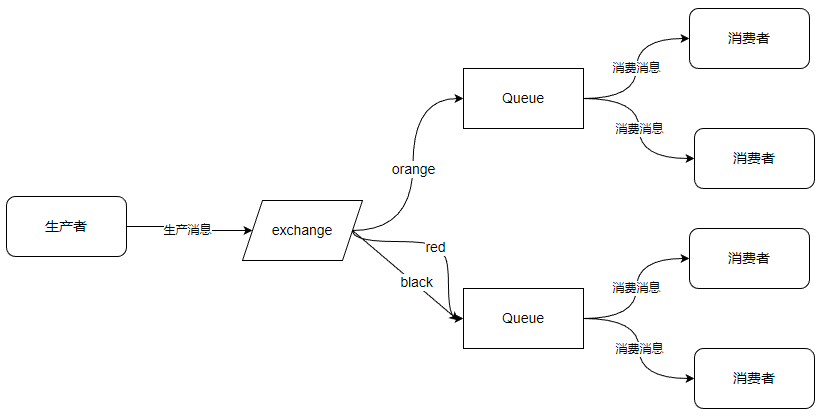 消费者
消费消息
Queue
消费消息
消费者
orange
生产者
生产消息
exchange
消费者
red
black
消费消息
Queue
消费消息
消费者